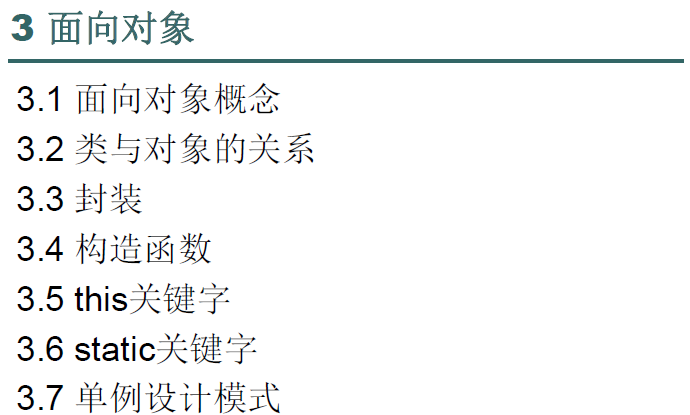 3 面向对象
3.1 面向对象概念
3.2 类与对象的关系
3.3 封装
3.4 构造函数
3.5 this关键字
3.6 static关键字
3.7 单例设计模式